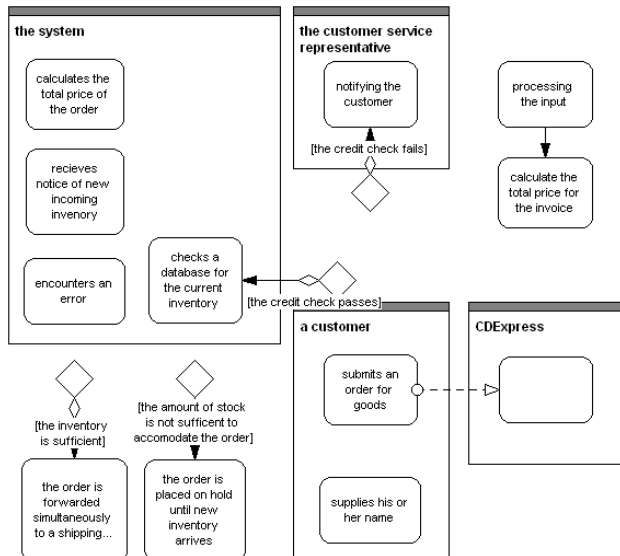 the system
calculates the
total price of
the order
recieves
notice of new
incoming
invenory
encounters an
error
checks a
database for
the current
inventory
the customer service
representative
notifying the
customer
[the credit check fails]
processing
the input
calculate the
total price for
the invoice
[the credit check passes]
a customer
submits an
order for
goods
supplies his or
her name
CDExpress
[the inventory
is sufficient]
the order is
forwarded
simultaneously
to a shipping...
[the amount of stock
is not sufficent to
accomodate the order]
the order is
placed on hold
until new
inventory
arrives